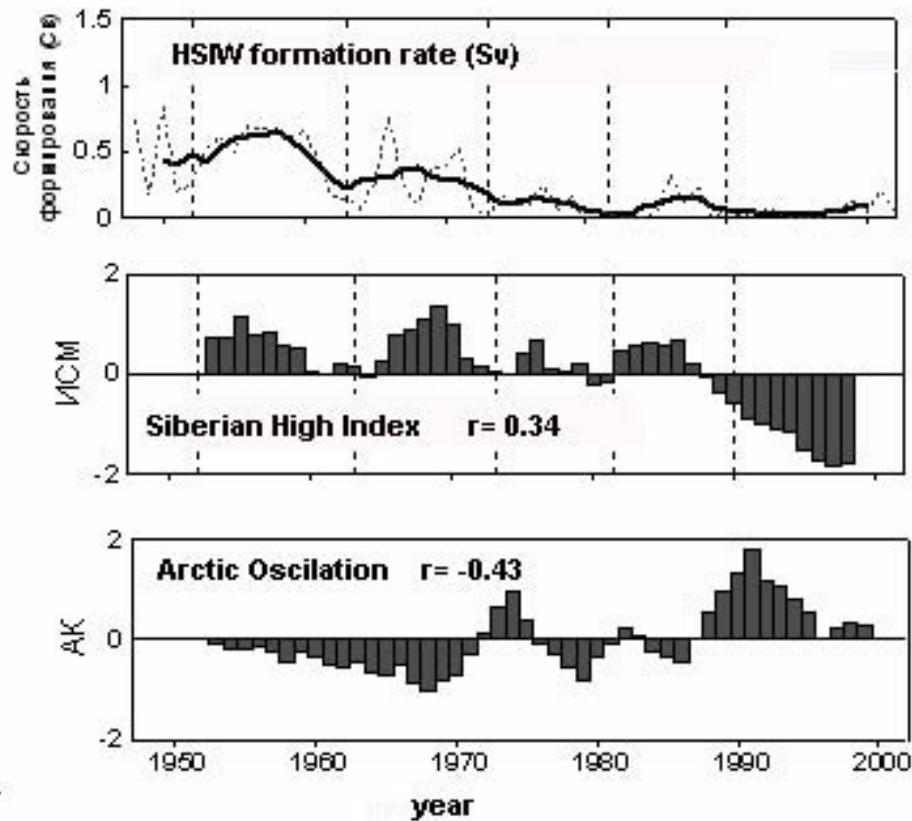 1.5
HSIW formation rate (Sv)
1
0.5
0
Скорость
формирования (Св)
2
0
-2
ИСМ
Siberian High Index r= 0.34
2
0
-2
АК
Arctic Oscilation r= -0.43
1950 1960 1970 1980 1990 2000
year